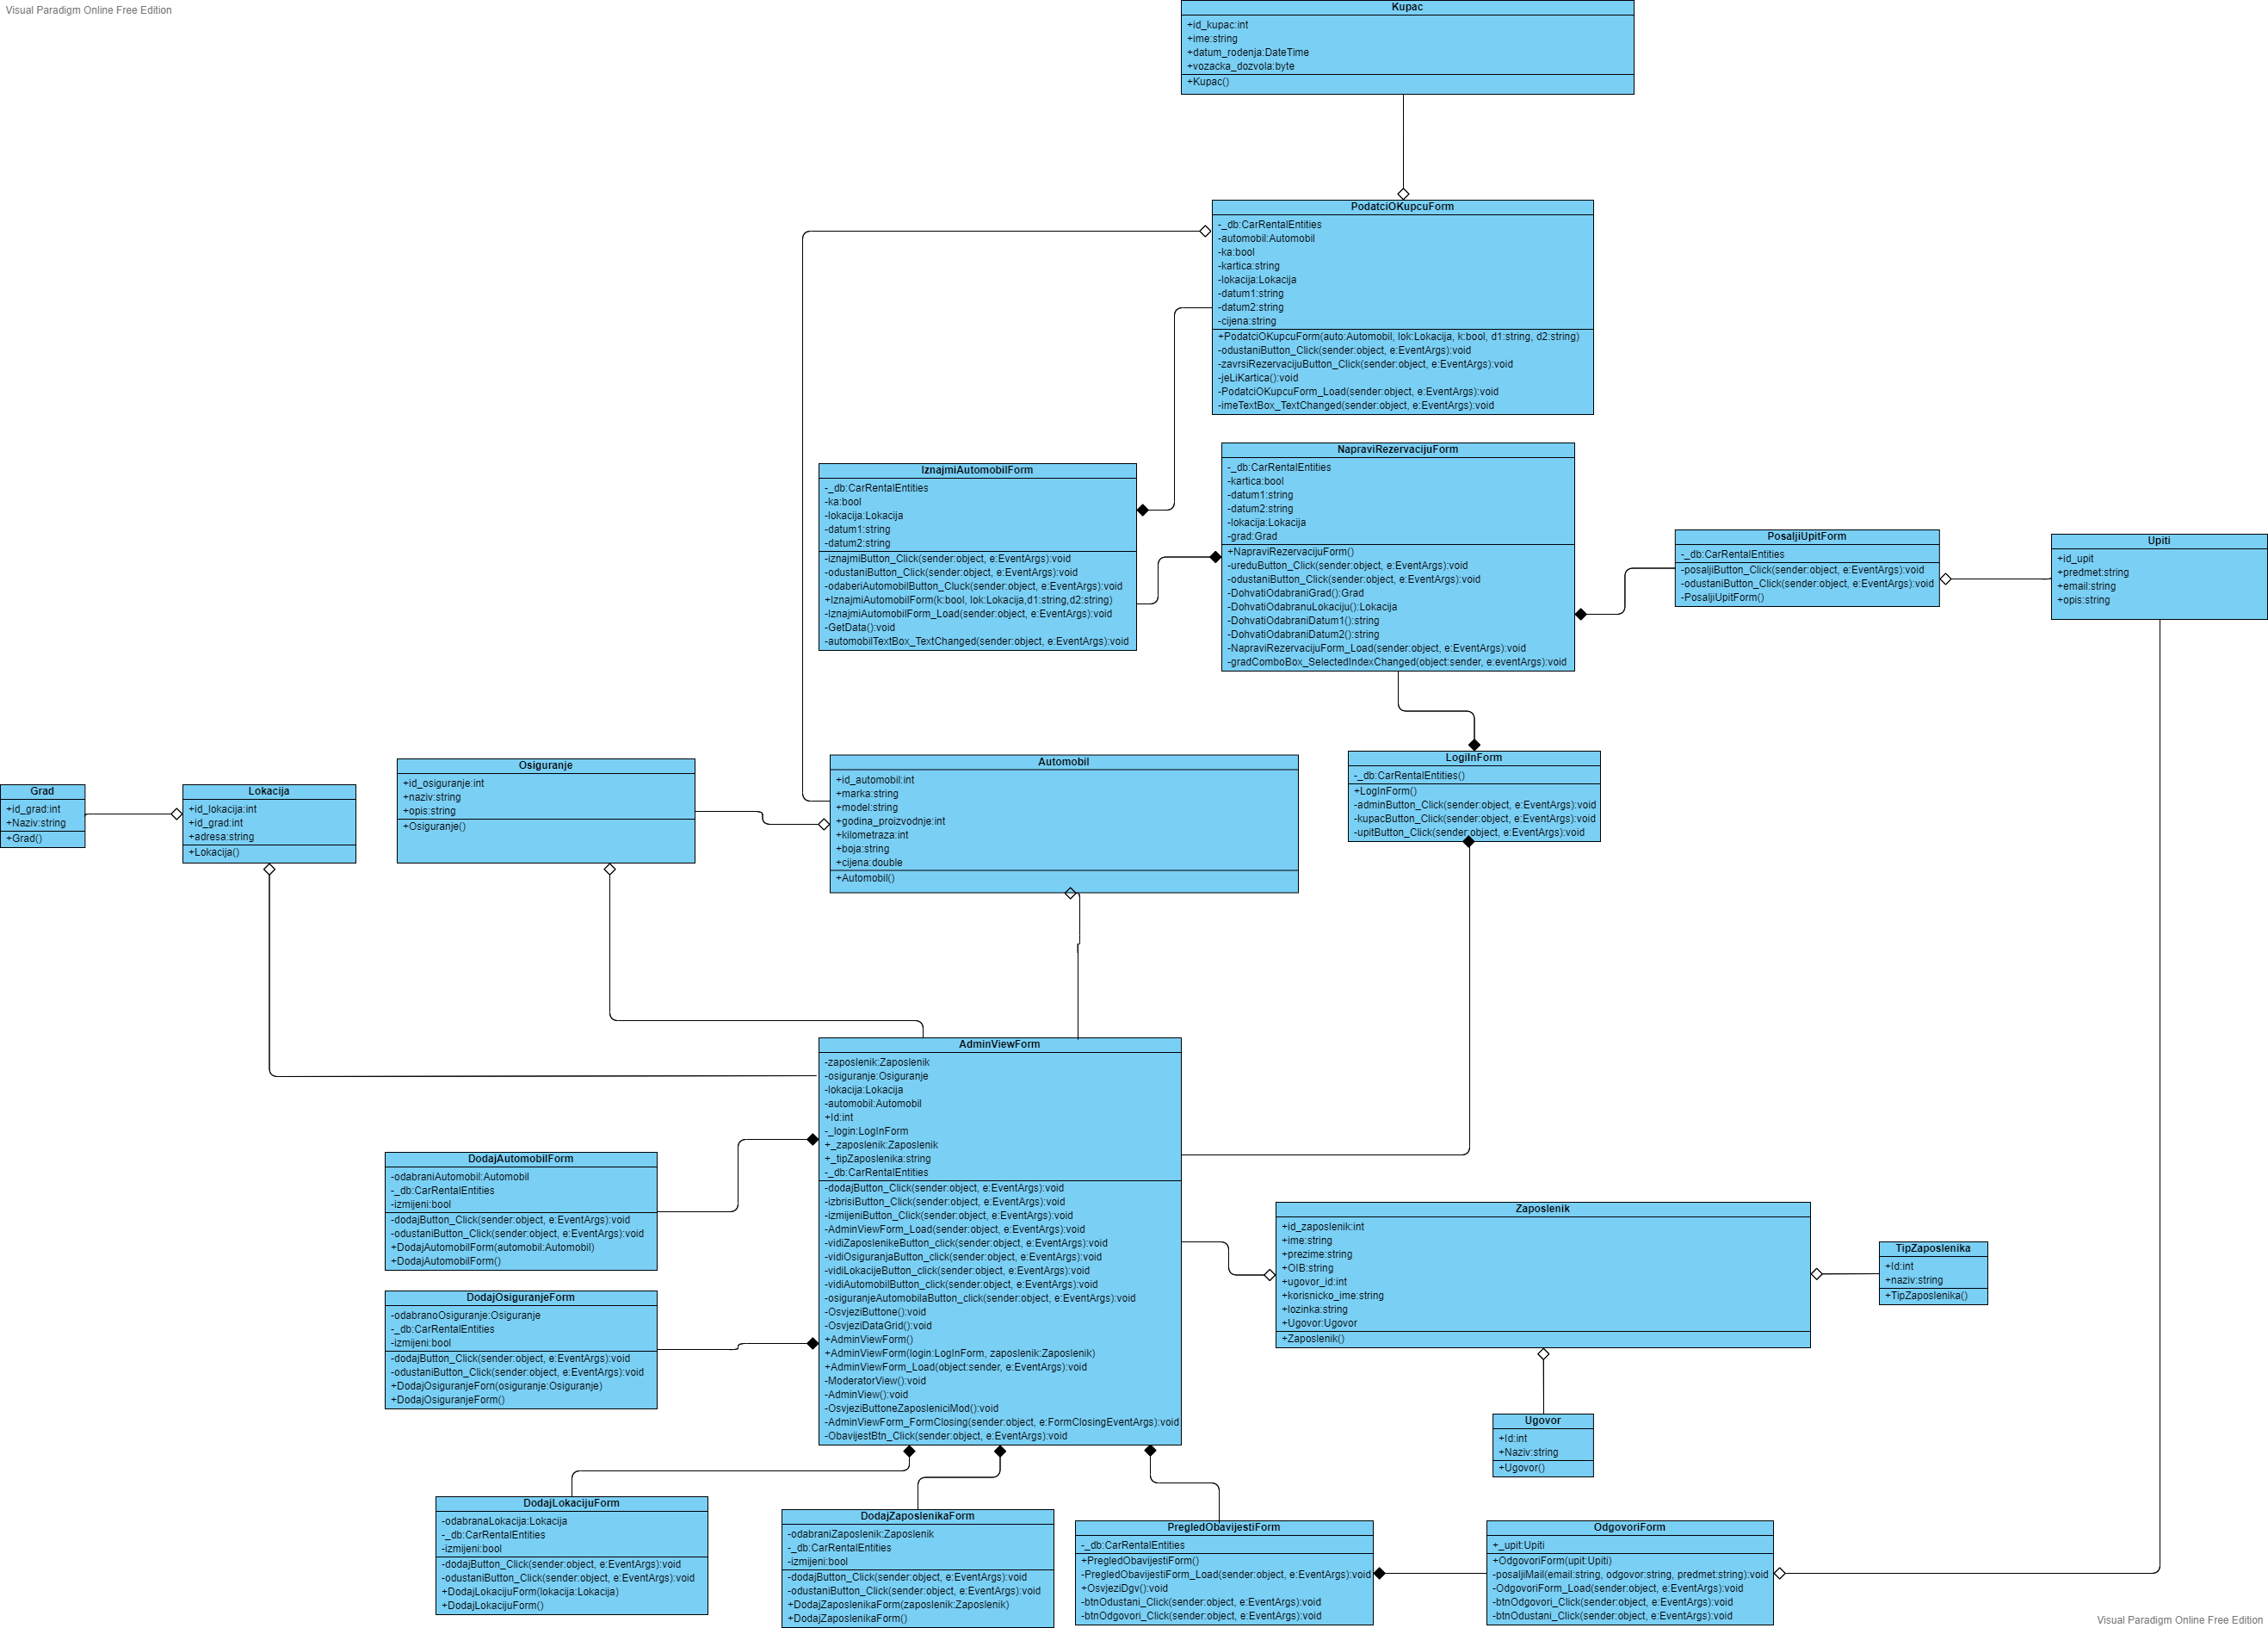 Visual Paradigm Online Free Edition
Kupac
+id_kupac:int
+ime:string
+datum_rodenja:DateTime
+vozacka_dozvola:byte
+Kupac()
PodatciOKupcuForm
-_db:CarRentalEntities
-automobil:Automobil
-ka:bool
-kartica:string
-lokacija:Lokacija
-datum1:string
-datum2:string
-cijena:string
+PodatciOKupcuForm(auto:Automobil, lok:Lokacija, k:bool, d1:string, d2:string)
-odustaniButton_Click(sender:object, e:EventArgs):void
-zavrsiRezervacijuButton_Click(sender:object, e:EventArgs):void
-jeLiKartica():void
-PodatciOKupcuForm_Load(sender:object, e:EventArgs):void
-imeTextBox_TextChanged(sender:object, e:EventArgs):void
IznajmiAutomobilForm
-_db:CarRentalEntities
-ka:bool
-lokacija:Lokacija
-datum1:string
-datum2:string
-iznajmiButton_Click(sender:object, e:EventArgs):void
-odustaniButton_Click(sender:object, e:EventArgs):void
-odaberiAutomobilButton_Cluck(sender:object, e:EventArgs):void
+IznajmiAutomobilForm(k:bool, lok:Lokacija,d1:string,d2:string)
-IznajmiAutomobilForm_Load(sender:object, e:EventArgs):void
-GetData():void
-automobilTextBox_TextChanged(sender:object, e:EventArgs):void
NapraviRezervacijuForm
-_db:CarRentalEntities
-kartica:bool
-datum1:string
-datum2:string
-lokacija:Lokacija
-grad:Grad
+NapraviRezervacijuForm()
-ureduButton_Click(sender:object, e:EventArgs):void
-odustaniButton_Click(sender:object, e:EventArgs):void
-DohvatiOdabraniGrad():Grad
-DohvatiOdabranuLokaciju():Lokacija
-DohvatiOdabraniDatum1():string
-DohvatiOdabraniDatum2():string
-NapraviRezervacijuForm_Load(sender:object, e:EventArgs):void
-gradComboBox_SelectedIndexChanged(object:sender, e:eventArgs):void
PosaljiUpitForm
-_db:CarRentalEntities
-posaljiButton_Click(sender:object, e:EventArgs):void
-odustaniButton_Click(sender:object, e:EventArgs):void
-PosaljiUpitForm()
Upiti
+id_upit
+predmet:string
+email:string
+opis:string
Grad
+id_grad:int
+Naziv:string
+Grad()
Lokacija
+id_lokacija:int
+id_grad:int
+adresa:string
+Lokacija()
Osiguranje
+id_osiguranje:int
+naziv:string
+opis:string
+Osiguranje()
Automobil
+id_automobil:int
+marka:string
+model:string
+godina_proizvodnje:int
+kilometraza:int
+boja:string
+cijena:double
+Automobil()
LogiInForm
-_db:CarRentalEntities()
+LogInForm()
-adminButton_Click(sender:object, e:EventArgs):void
-kupacButton_Click(sender:object, e:EventArgs):void
-upitButton_Click(sender:object, e:EventArgs):void
AdminViewForm
-zaposlenik:Zaposlenik
-osiguranje:Osiguranje
-lokacija:Lokacija
-automobil:Automobil
+Id:int
-_login:LogInForm
+_zaposlenik:Zaposlenik
+_tipZaposlenika:string
-_db:CarRentalEntities
-dodajButton_Click(sender:object, e:EventArgs):void
-izbrisiButton_Click(sender:object, e:EventArgs):void
-izmijeniButton_Click(sender:object, e:EventArgs):void
-AdminViewForm_Load(sender:object, e:EventArgs):void
-vidiZaposlenikeButton_click(sender:object, e:EventArgs):void
-vidiOsiguranjaButton_click(sender:object, e:EventArgs):void
-vidiLokacijeButton_click(sender:object, e:EventArgs):void
-vidiAutomobilButton_click(sender:object, e:EventArgs):void
-osiguranjeAutomobilaButton_click(sender:object, e:EventArgs):void
-OsvjeziButtone():void
-OsvjeziDataGrid():void
+AdminViewForm()
+AdminViewForm(login:LogInForm, zaposlenik:Zaposlenik)
+AdminViewForm_Load(object:sender, e:EventArgs):void
-ModeratorView():void
-AdminView():void
-OsvjeziButtoneZaposleniciMod():void
-AdminViewForm_FormClosing(sender:object, e:FormClosingEventArgs):void
-ObavijestBtn_Click(sender:object, e:EventArgs):void
DodajAutomobilForm
-odabraniAutomobil:Automobil
-_db:CarRentalEntities
-izmijeni:bool
-dodajButton_Click(sender:object, e:EventArgs):void
-odustaniButton_Click(sender:object, e:EventArgs):void
+DodajAutomobilForm(automobil:Automobil)
+DodajAutomobilForm()
DodajOsiguranjeForm
-odabranoOsiguranje:Osiguranje
-_db:CarRentalEntities
-izmijeni:bool
-dodajButton_Click(sender:object, e:EventArgs):void
-odustaniButton_Click(sender:object, e:EventArgs):void
+DodajOsiguranjeForn(osiguranje:Osiguranje)
+DodajOsiguranjeForm()
Zaposlenik
+id_zaposlenik:int
+ime:string
+prezime:string
+OIB:string
+ugovor_id:int
+korisnicko_ime:string
+lozinka:string
+Ugovor:Ugovor
+Zaposlenik()
TipZaposlenika
+Id:int
+naziv:string
+TipZaposlenika()
Ugovor
+Id:int
+Naziv:string
+Ugovor()
DodajLokacijuForm
-odabranaLokacija:Lokacija
-_db:CarRentalEntities
-izmijeni:bool
-dodajButton_Click(sender:object, e:EventArgs):void
-odustaniButton_Click(sender:object, e:EventArgs):void
+DodajLokacijuForm(lokacija:Lokacija)
+DodajLokacijuForm()
DodajZaposlenikaForm
-odabraniZaposlenik:Zaposlenik
-_db:CarRentalEntities
-izmijeni:bool
-dodajButton_Click(sender:object, e:EventArgs):void
-odustaniButton_Click(sender:object, e:EventArgs):void
+DodajZaposlenikaForm(zaposlenik:Zaposlenik)
+DodajZaposlenikaForm()
PregledObavijestiForm
-_db:CarRentalEntities
+PregledObavijestiForm()
-PregledObavijestiForm_Load(sender:object, e:EventArgs):void
+OsvjeziDgv():void
-btnOdustani_Click(sender:object, e:EventArgs):void
-btnOdgovori_Click(sender:object, e:EventArgs):void
OdgovoriForm
+_upit:Upiti
+OdgovoriForm(upit:Upiti)
-posaljiMail(email:string, odgovor:string, predmet:string):void
-OdgovoriForm_Load(sender:object, e:EventArgs):void
-btnOdgovori_Click(sender:object, e:EventArgs):void
-btnOdustani_Click(sender:object, e:EventArgs):void
Visual Paradigm Online Free Edition